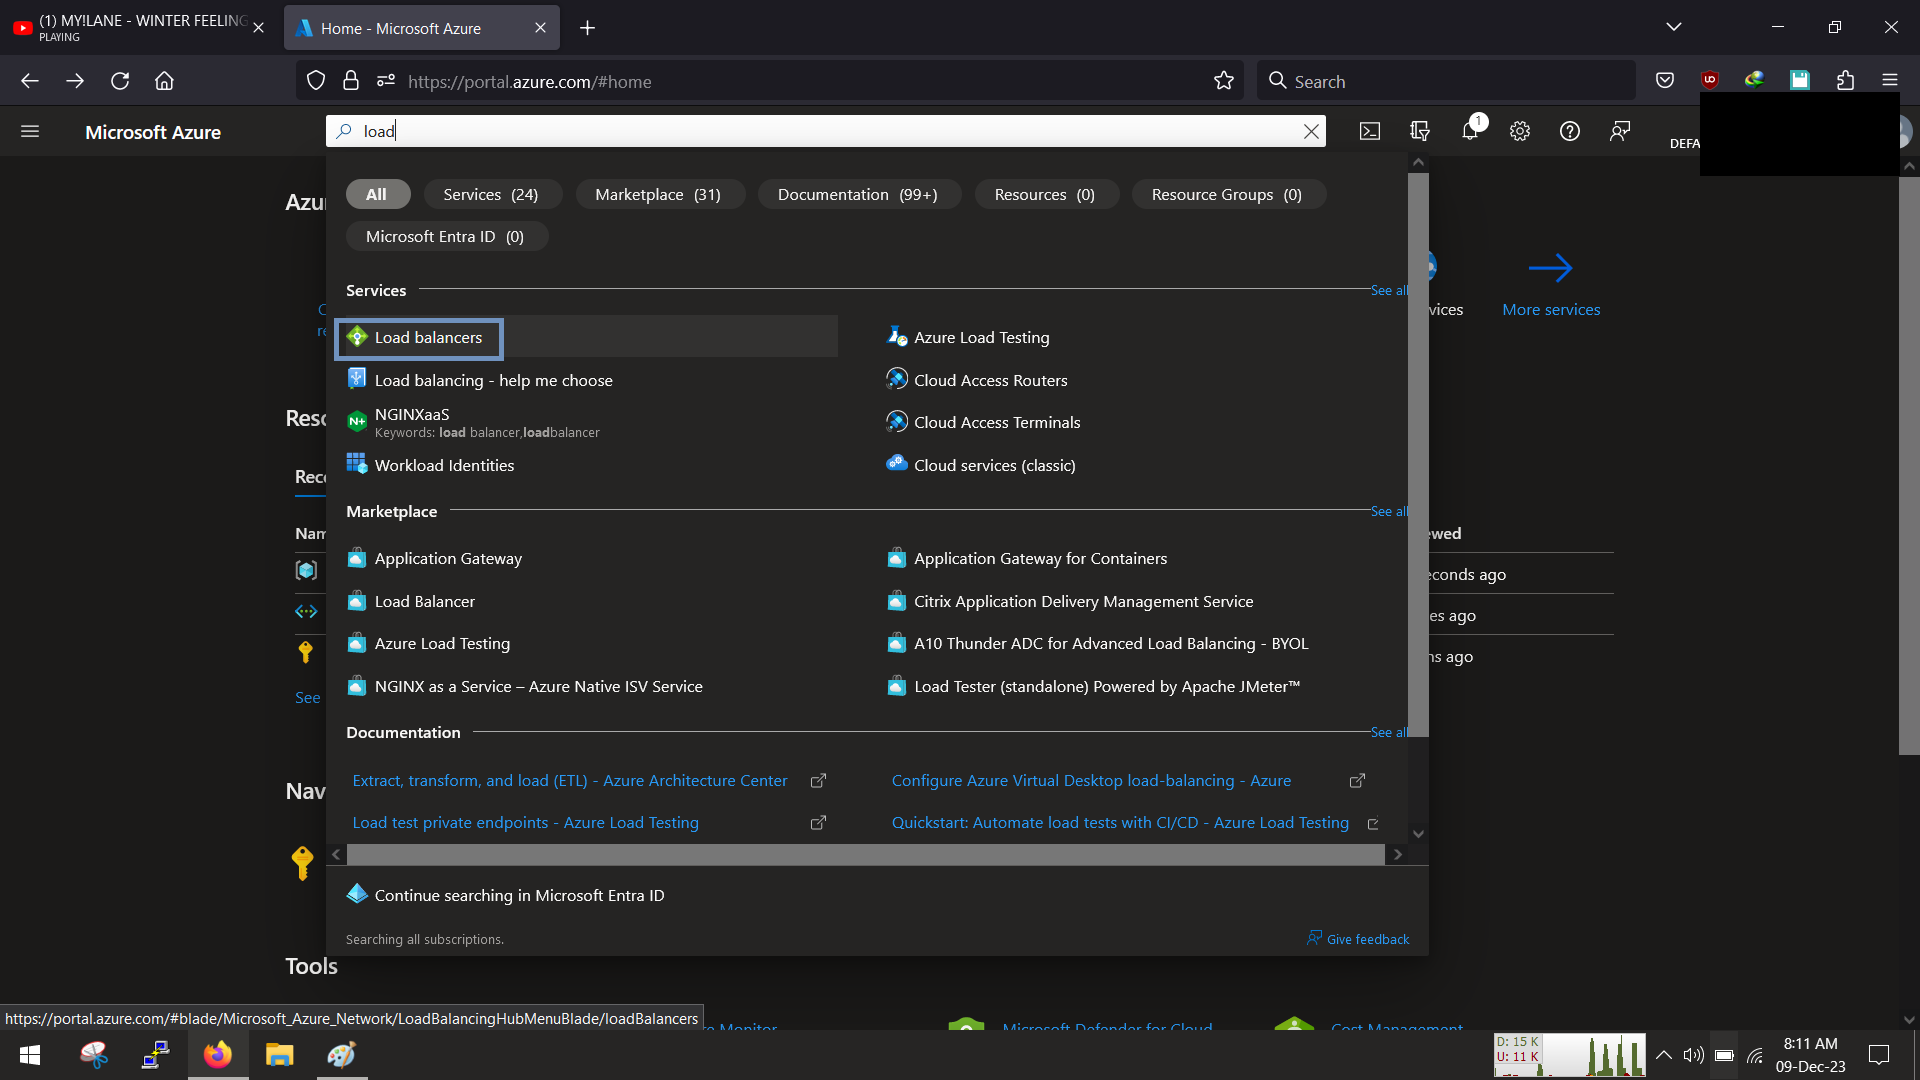 (1) MY!LANE - WINTER FEELING
PLAYING
Home - Microsoft Azure
https://portal.azure.com/#home
Search
Microsoft Azure
load
1
DEFA
All
Services (24)
Marketplace (31)
Documentation (99+)
Resources (0)
Resource Groups (0)
Microsoft Entra ID (0)
Services
See all
Load balancers
Azure Load Testing
Load balancing - help me choose
Cloud Access Routers
NGINXaaS
Keywords: load balancer,loadbalancer
Cloud Access Terminals
Workload Identities
Cloud services (classic)
Marketplace
See all
Application Gateway
Application Gateway for Containers
Load Balancer
Citrix Application Delivery Management Service
Azure Load Testing
A10 Thunder ADC for Advanced Load Balancing - BYOL
NGINX as a Service – Azure Native ISV Service
Load Tester (standalone) Powered by Apache JMeter™
Documentation
See all
Extract, transform, and load (ETL) - Azure Architecture Center
Configure Azure Virtual Desktop load-balancing - Azure
Load test private endpoints - Azure Load Testing
Quickstart: Automate load tests with CI/CD - Azure Load Testing
Continue searching in Microsoft Entra ID
Searching all subscriptions.
Give feedback
Azu
vices
More services
Reso
Rece
Nam
ewed
econds ago
es ago
ns ago
See
Nav
Tools
Microsoft Defender for Cloud
Cost Management
https://portal.azure.com/#blade/Microsoft_Azure_Network/LoadBalancingHubMenuBlade/loadBalancers
e Monitor
D: 15 K
U: 11 K
8:11 AM
09-Dec-23